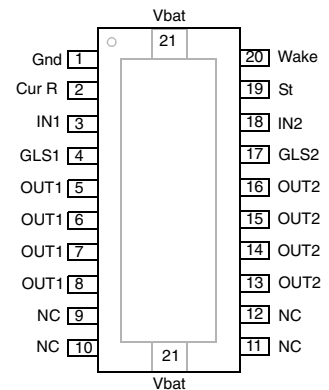 Vbat
21
Gnd 1 20 Wake
Cur R 2 19 St
IN1 3 18 IN2
GLS1 4 17 GLS2
OUT1 5 16 OUT2
OUT1 6 15 OUT2
OUT1 7 14 OUT2
OUT1 8 13 OUT2
NC 9 12 NC
NC 10 11 NC
21
Vbat